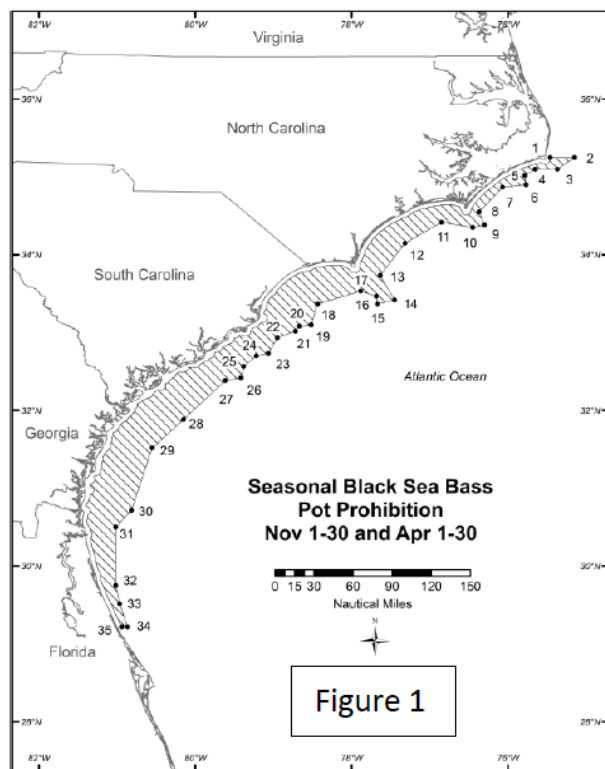 82°W 80°W 78°W 76°W
Virginia
36°N 36°N
North Carolina
1 2
5 4 3
7 6
8
9
11 10
34°N 34°N
12
South Carolina
13
17
16 14
18 15
20
22 19
21
24 23
25
Atlantic Ocean
26
27
32°N 32°N
28
Georgia
29
Seasonal Black Sea Bass
Pot Prohibition
Nov 1-30 and Apr 1-30
30
31
30°N 30°N
32
0 15 30 60 90 120 150
Nautical Miles
33
35 34
Florida
Figure 1
28°N 28°N
82°W 80°W 78°W 76°W